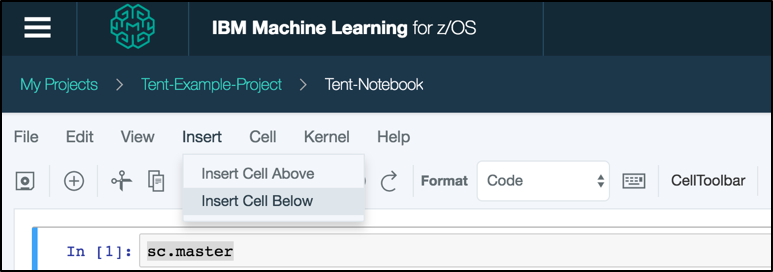 IBM Machine Learning for z/OS
My Projects > Tent-Example-Project > Tent-Notebook
File Edit View Insert Cell Kernel Help
Insert Cell Above
Insert Cell Below
Format Code CellToolbar
In [1]: sc.master